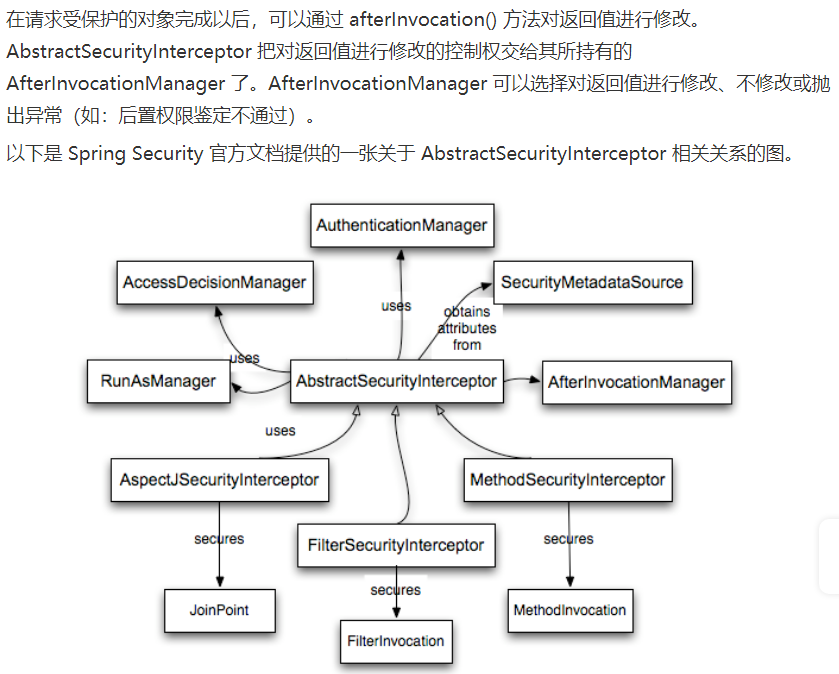 在请求受保护的对象完成以后，可以通过 afterInvocation() 方法对返回值进行修改。
AbstractSecurityInterceptor 把对返回值进行修改的控制权交给其所持有的
AfterInvocationManager 了。AfterInvocationManager 可以选择对返回值进行修改、不修改或抛
出异常（如：后置权限鉴定不通过）。
以下是 Spring Security 官方文档提供的一张关于 AbstractSecurityInterceptor 相关关系的图。
AuthenticationManager
AccessDecisionManager
SecurityMetadataSource
uses
obtains
attributes
from
uses
RunAsManager
AbstractSecurityInterceptor
AfterInvocationManager
uses
AspectJSecurityInterceptor
MethodSecurityInterceptor
secures
FilterSecurityInterceptor
secures
secures
JoinPoint
MethodInvocation
FilterInvocation